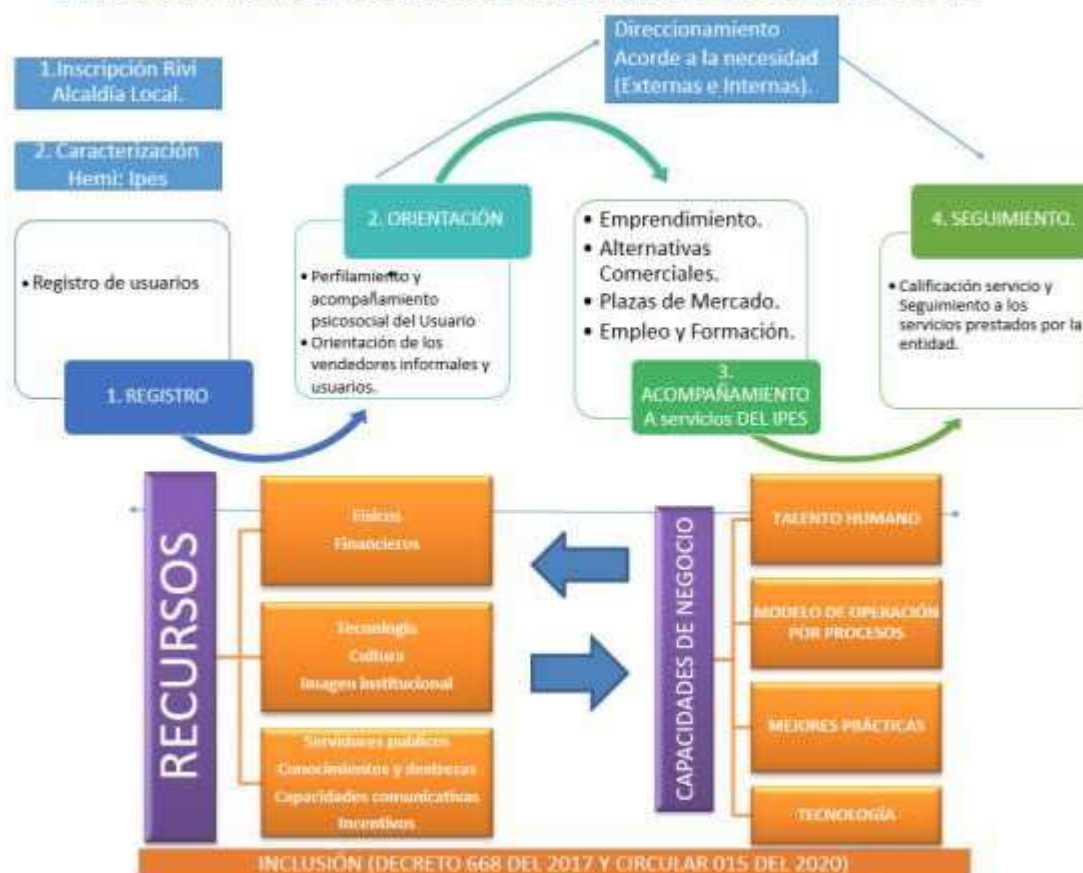 Direccionamiento
Acorde a la necesidad
(Externas e Internas).
1.Inscripción Rivi
Alcaldía Local.
2. Caracterización
Hemi: Ipes
• Registro de usuarios
1. REGISTRO
2. ORIENTACIÓN
• Perfilamiento y
acompañamiento
psicosocial del Usuario
• Orientación de los
vendedores informales y
usuarios.
• Emprendimiento.
• Alternativas
Comerciales.
• Plazas de Mercado.
• Empleo y Formación.
3.
ACOMPAÑAMIENTO
A servicios DEL IPES
4. SEGUIMIENTO.
• Calificación servicio y
Seguimiento a los
servicios prestados por la
entidad.
RECURSOS
Físicos
Financieros
Tecnología
Cultura
Imagen institucional
Servidores publicos
Conocimientos y destrezas
Capacidades comunicativas
Incentivos
CAPACIDADES DE NEGOCIO
TALENTO HUMANO
MODELO DE OPERACIÓN
POR PROCESOS
MEJORES PRÁCTICAS
TECNOLOGÍA
INCLUSIÓN (DECRETO 668 DEL 2017 Y CIRCULAR 015 DEL 2020)